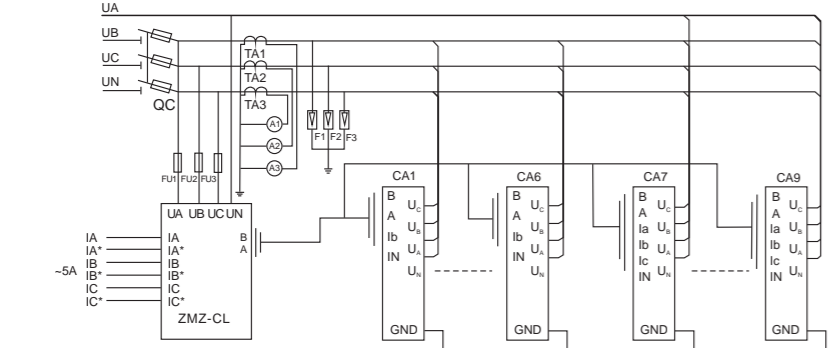 UA
UB
UC
UN
QC
TA1
TA2
TA3
A1
A2
A3
F1 F2 F3
FU1 FU2 FU3
UA UB UC UN
B
A
IA
IA*
IB
IB*
IC
IC*
~5A
IA
IA*
IB
IB*
IC
IC*
ZMZ-CL
CA1
B
A
Ib
IN
UC
UB
UA
UN
GND
CA6
B
A
Ib
IN
UC
UB
UA
UN
GND
CA7
B
A
Ia
Ib
Ic
IN
UC
UB
UA
UN
GND
CA9
B
A
Ia
Ib
Ic
IN
UC
UB
UA
UN
GND